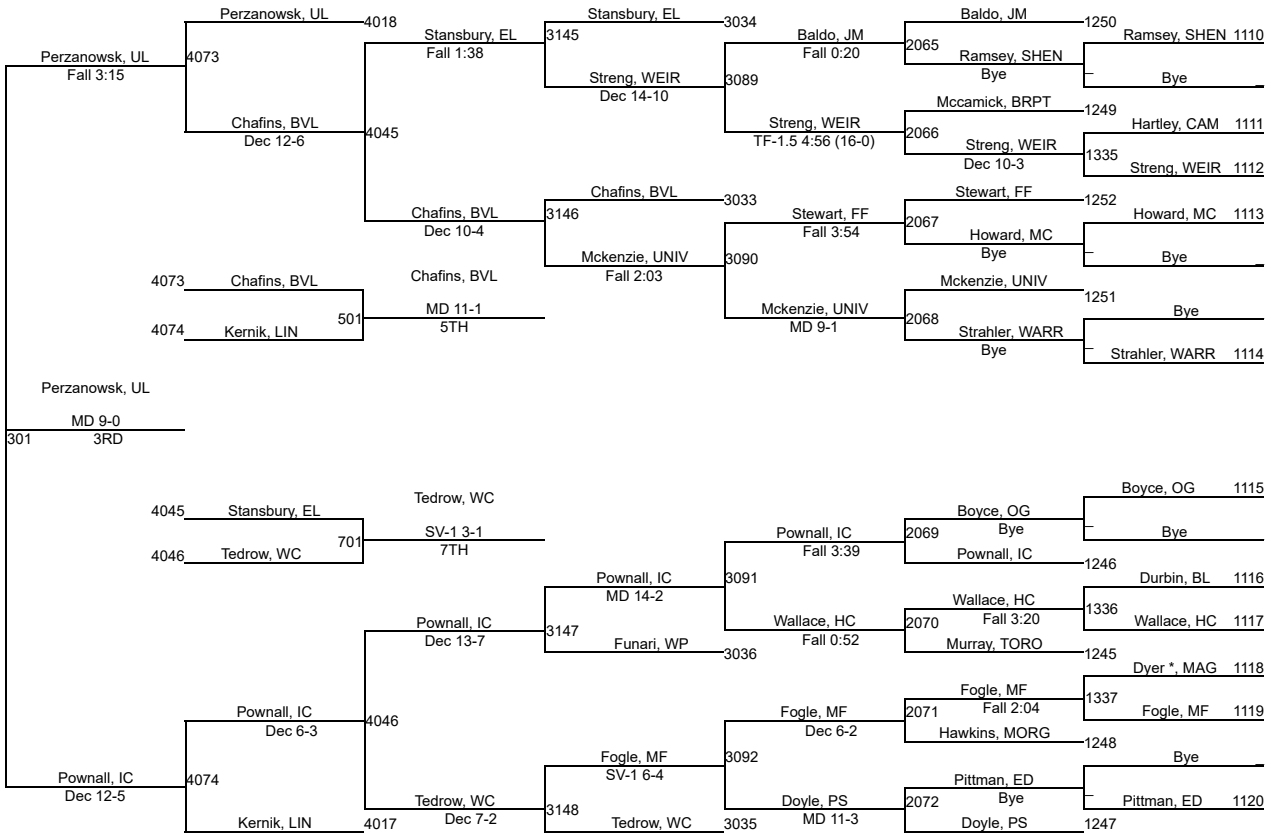 Perzanowsk, UL 4018 Stansbury, EL 3034 Baldo, JM 1250
Stansbury, EL 3145 Baldo, JM Ramsey, SHEN 1110
Perzanowsk, UL 4073 Fall 1:38 Fall 0:20 2065 Ramsey, SHEN
Fall 3:15 Streng, WEIR 3089 Bye _ Bye _
Dec 14-10 Mccamick, BRPT 1249
Chafins, BVL 4045 Streng, WEIR 2066 Hartley, CAM 1111
Dec 12-6 TF-1.5 4:56 (16-0) Streng, WEIR 1335
Dec 10-3 Streng, WEIR 1112
Chafins, BVL 3033 Stewart, FF 1252
Chafins, BVL 3146 Stewart, FF 2067 Howard, MC 1113
Dec 10-4 Fall 3:54 Howard, MC
Mckenzie, UNIV 3090 Bye _ Bye _
4073 Chafins, BVL Chafins, BVL Fall 2:03 Mckenzie, UNIV 1251
501 MD 11-1 Mckenzie, UNIV 2068 Bye
4074 Kernik, LIN 5TH MD 9-1 Strahler, WARR
Bye _ Strahler, WARR 1114
Perzanowsk, UL
MD 9-0
301 3RD
Boyce, OG 1115
4045 Stansbury, EL Tedrow, WC Boyce, OG
701 SV-1 3-1 Pownall, IC 2069 Bye _ Bye _
4046 Tedrow, WC 7TH Fall 3:39 Pownall, IC 1246
Pownall, IC 3091 Durbin, BL 1116
MD 14-2 Wallace, HC 1336
Pownall, IC 3147 Wallace, HC 2070 Fall 3:20 Wallace, HC 1117
Dec 13-7 Funari, WP 3036 Fall 0:52 Murray, TORO 1245
Dyer *, MAG 1118
Fogle, MF 1337
Pownall, IC 4046 Fogle, MF 2071 Fall 2:04 Fogle, MF 1119
Dec 6-3 Dec 6-2 Hawkins, MORG 1248
Fogle, MF 3092 Bye _
Pownall, IC 4074 SV-1 6-4 Pittman, ED
Dec 12-5 Tedrow, WC 3148 Doyle, PS 2072 Bye _ Pittman, ED 1120
Kernik, LIN 4017 Dec 7-2 Tedrow, WC 3035 MD 11-3 Doyle, PS 1247